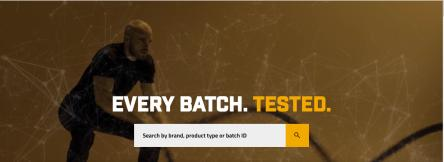 EVERY BATCH. TESTED.
Search by brand, product type or batch ID